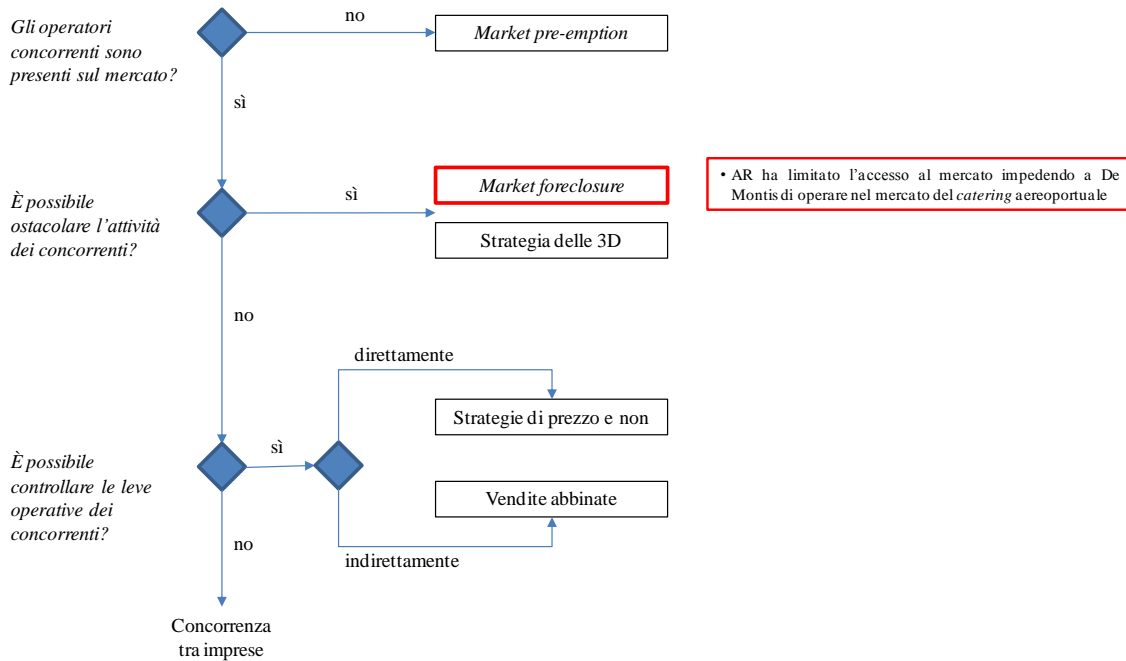 Gli operatori
concorrenti sono
presenti sul mercato?
no
Market pre-emption
sì
È possibile
ostacolare l'attività
dei concorrenti?
sì
Market foreclosure
Strategia delle 3D
• AR ha limitato l'accesso al mercato impedendo a De
Montis di operare nel mercato del catering aereoportuale
no
direttamente
Strategie di prezzo e non
È possibile
controllare le leve
operative dei
concorrenti?
sì
Vendite abbinate
indirettamente
no
Concorrenza
tra imprese